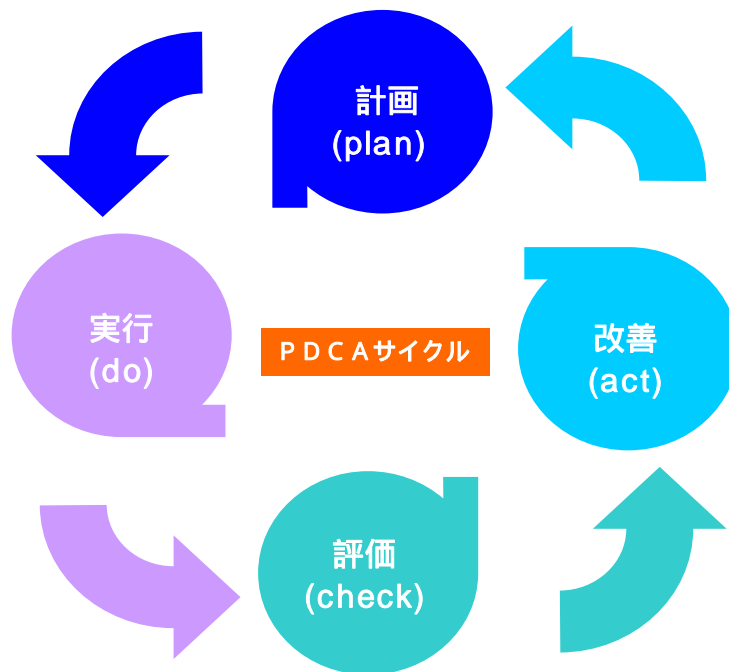 計画
(plan)
実行
(do)
PDCAサイクル
改善
(act)
評価
(check)